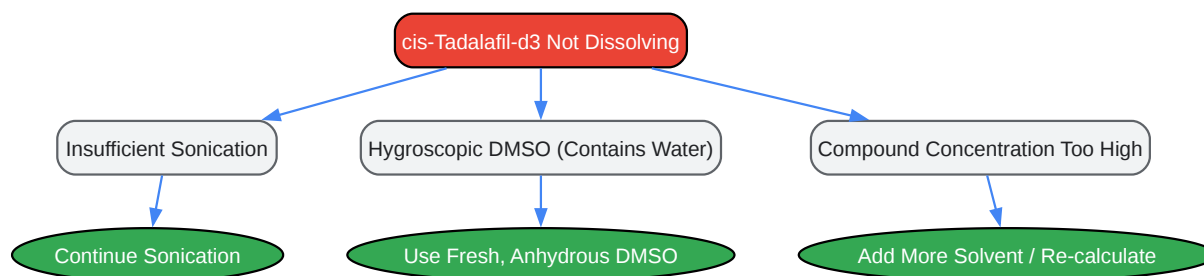 cis-Tadalafil-d3 Not Dissolving
Insufficient Sonication
Hygroscopic DMSO (Contains Water)
Compound Concentration Too High
Continue Sonication
Use Fresh, Anhydrous DMSO
Add More Solvent / Re-calculate